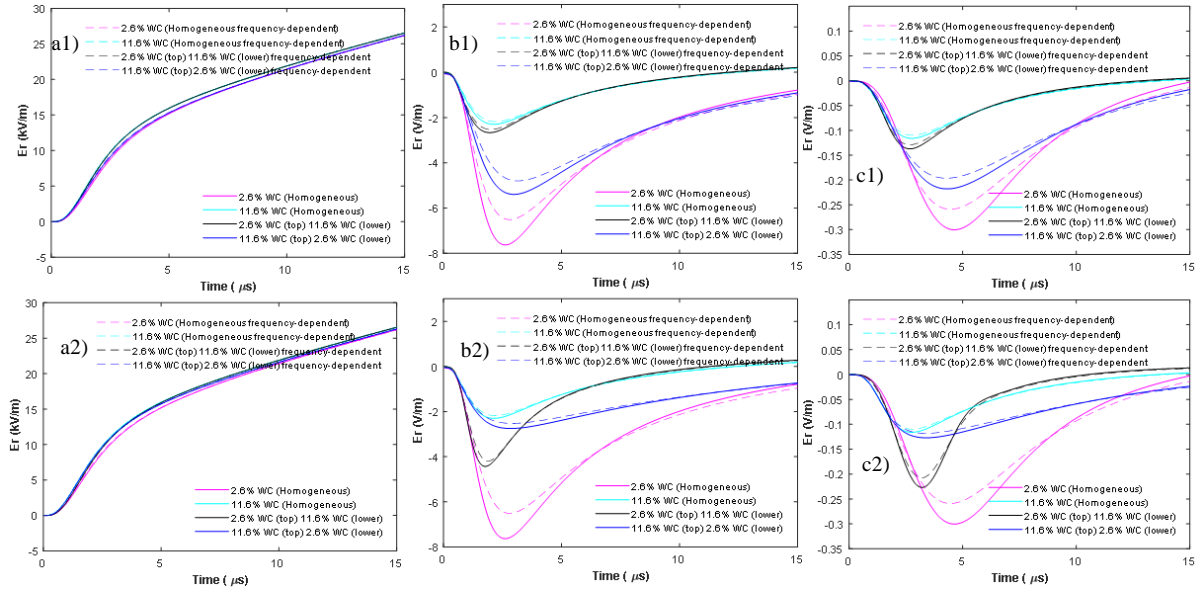 a1)
2.6% WC (Homogeneous frequency-dependent)
11.6% WC (Homogeneous frequency-dependent)
2.6% WC (top) 11.6% WC (lower) frequency-dependent
11.6% WC (top) 2.6% WC (lower) frequency-dependent
2.6% WC (Homogeneous)
11.6% WC (Homogeneous)
2.6% WC (top) 11.6% WC (lower)
11.6% WC (top) 2.6% WC (lower)
Er (kV/m)
30
25
20
15
10
5
0
-5
0 5 10 15
Time ( μs)
b1)
2.6% WC (Homogeneous frequency-dependent)
11.6% WC (Homogeneous frequency-dependent)
2.6% WC (top) 11.6% WC (lower) frequency-dependent
11.6% WC (top) 2.6% WC (lower) frequency-dependent
2.6% WC (Homogeneous)
11.6% WC (Homogeneous)
2.6% WC (top) 11.6% WC (lower)
11.6% WC (top) 2.6% WC (lower)
Er (V/m)
2
0
-2
-4
-6
-8
0 5 10 15
Time ( μs)
c1)
2.6% WC (Homogeneous frequency-dependent)
11.6% WC (Homogeneous frequency-dependent)
2.6% WC (top) 11.6% WC (lower) frequency-dependent
11.6% WC (top) 2.6% WC (lower) frequency-dependent
2.6% WC (Homogeneous)
11.6% WC (Homogeneous)
2.6% WC (top) 11.6% WC (lower)
11.6% WC (top) 2.6% WC (lower)
Er (V/m)
0.1
0.05
0
-0.05
-0.1
-0.15
-0.2
-0.25
-0.3
-0.35
0 5 10 15
Time ( μs)
a2)
2.6% WC (Homogeneous frequency-dependent)
11.6% WC (Homogeneous frequency-dependent)
2.6% WC (top) 11.6% WC (lower) frequency-dependent
11.6% WC (top) 2.6% WC (lower) frequency-dependent
2.6% WC (Homogeneous)
11.6% WC (Homogeneous)
2.6% WC (top) 11.6% WC (lower)
11.6% WC (top) 2.6% WC (lower)
Er (kV/m)
30
25
20
15
10
5
0
-5
0 5 10 15
Time ( μs)
b2)
2.6% WC (Homogeneous frequency-dependent)
11.6% WC (Homogeneous frequency-dependent)
2.6% WC (top) 11.6% WC (lower) frequency-dependent
11.6% WC (top) 2.6% WC (lower) frequency-dependent
2.6% WC (Homogeneous)
11.6% WC (Homogeneous)
2.6% WC (top) 11.6% WC (lower)
11.6% WC (top) 2.6% WC (lower)
Er (V/m)
2
0
-2
-4
-6
-8
0 5 10 15
Time ( μs)
c2)
2.6% WC (Homogeneous frequency-dependent)
11.6% WC (Homogeneous frequency-dependent)
2.6% WC (top) 11.6% WC (lower) frequency-dependent
11.6% WC (top) 2.6% WC (lower) frequency-dependent
2.6% WC (Homogeneous)
11.6% WC (Homogeneous)
2.6% WC (top) 11.6% WC (lower)
11.6% WC (top) 2.6% WC (lower)
Er (V/m)
0.1
0.05
0
-0.05
-0.1
-0.15
-0.2
-0.25
-0.3
-0.35
0 5 10 15
Time ( μs)